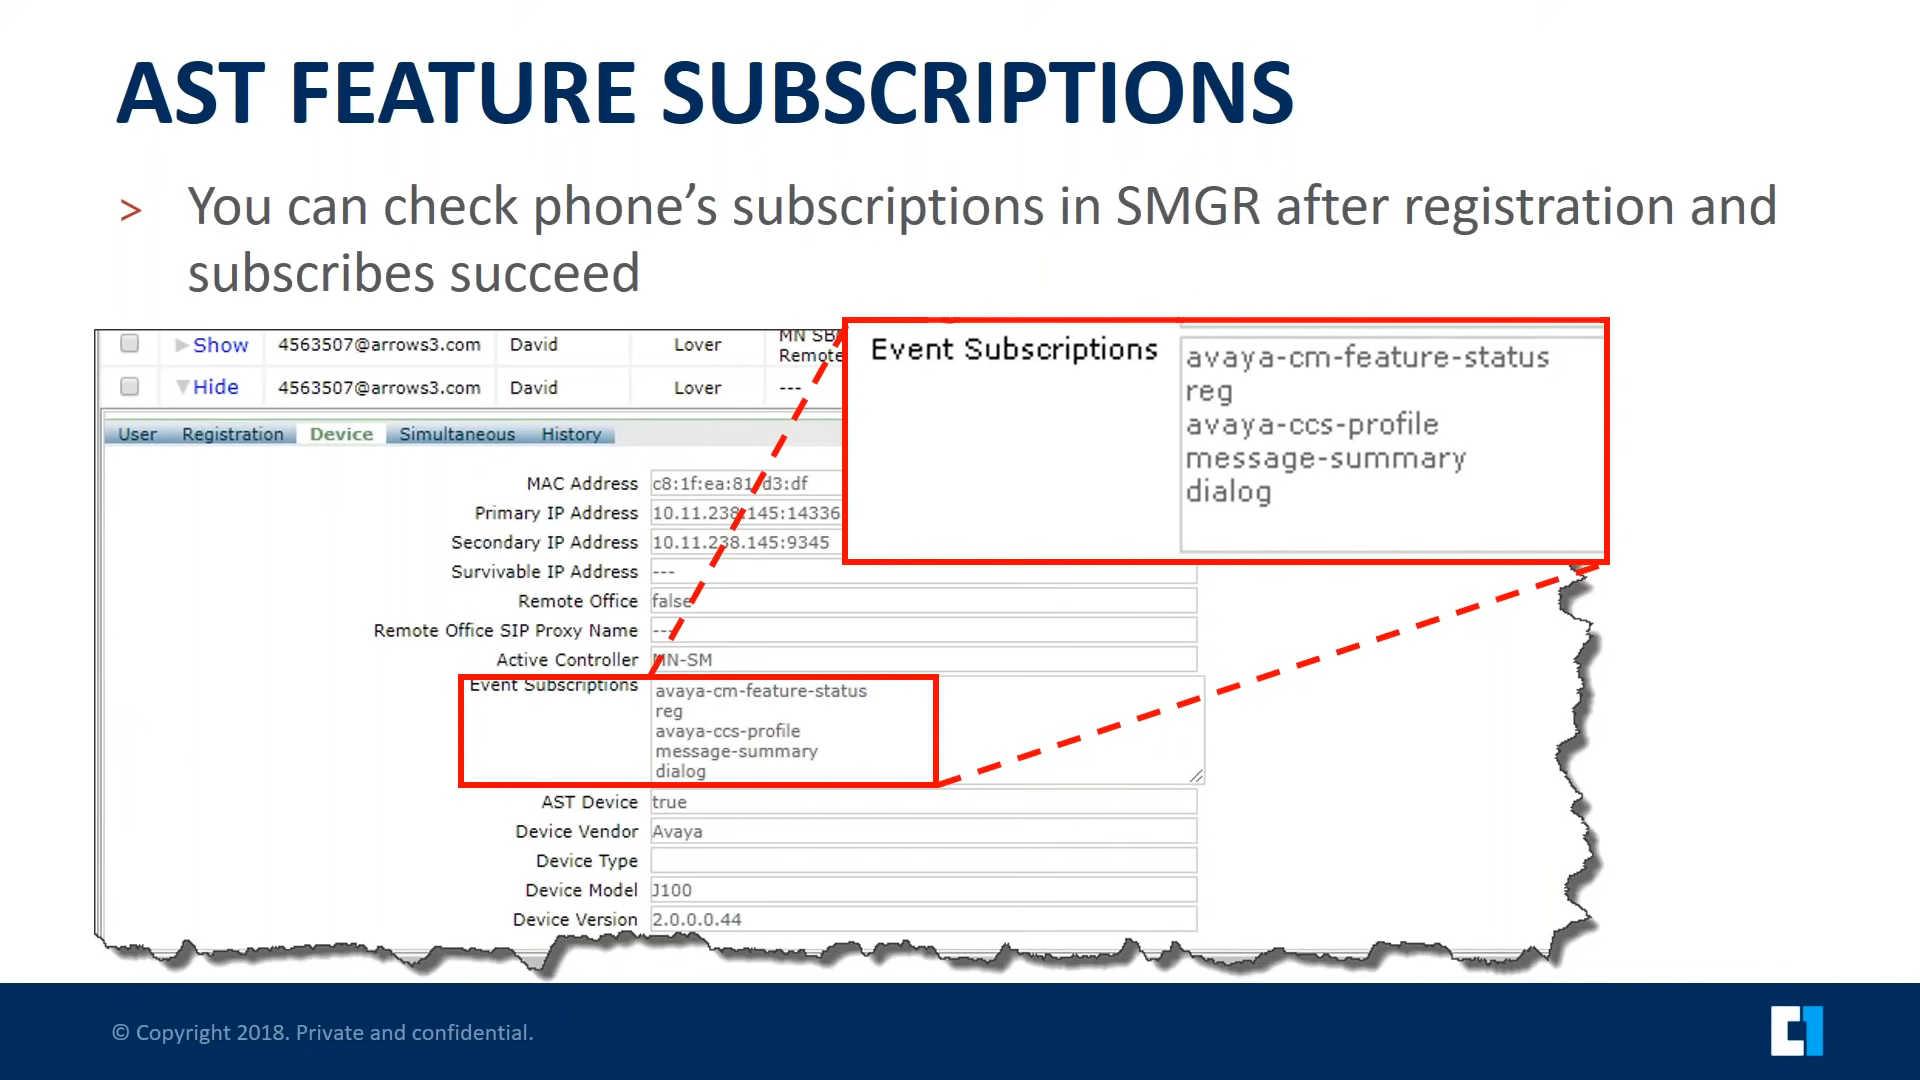 AST FEATURE SUBSCRIPTIONS
> You can check phone’s subscriptions in SMGR after registration and
subscribes succeed
Show 4563507@arrows3.com David Lover MN SB
Remote
Hide 4563507@arrows3.com David Lover ---
User Registration Device Simultaneous History
MAC Address c8:1f:ea:81:d3:df
Primary IP Address 10.11.238.145:14336
Secondary IP Address 10.11.238.145:9345
Survivable IP Address ---
Remote Office false
Remote Office SIP Proxy Name ---
Active Controller MN-SM
Event Subscriptions avaya-cm-feature-status
reg
avaya-ccs-profile
message-summary
dialog
AST Device true
Device Vendor Avaya
Device Type
Device Model J100
Device Version 2.0.0.0.44
Event Subscriptions avaya-cm-feature-status
reg
avaya-ccs-profile
message-summary
dialog
© Copyright 2018. Private and confidential.